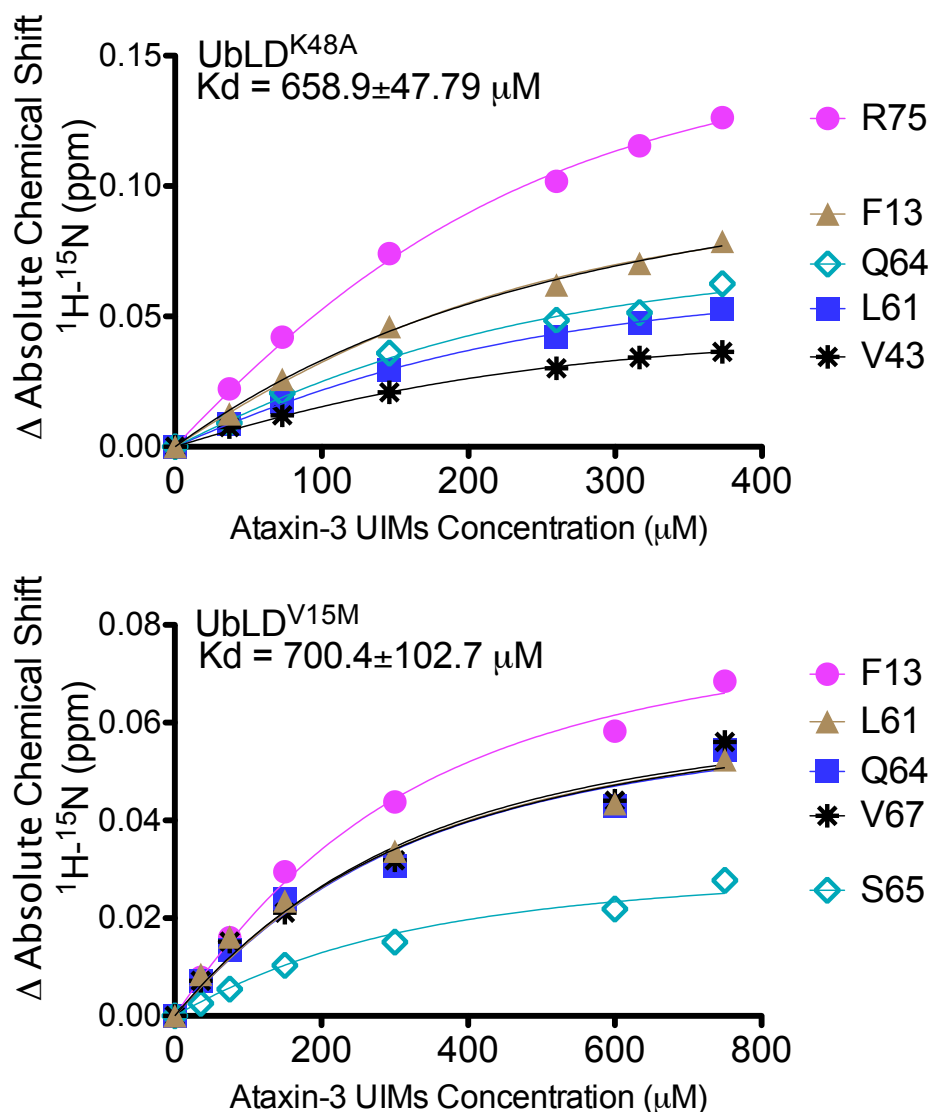 UbLD^K48A
Kd = 658.9±47.79 μM
Δ Absolute Chemical Shift
¹H-¹⁵N (ppm)
0.15
0.10
0.05
0.00
0
100
200
300
400
Ataxin-3 UIMs Concentration (μM)
R75
F13
Q64
L61
V43
UbLD^V15M
Kd = 700.4±102.7 μM
Δ Absolute Chemical Shift
¹H-¹⁵N (ppm)
0.08
0.06
0.04
0.02
0.00
0
200
400
600
800
Ataxin-3 UIMs Concentration (μM)
F13
L61
Q64
V67
S65